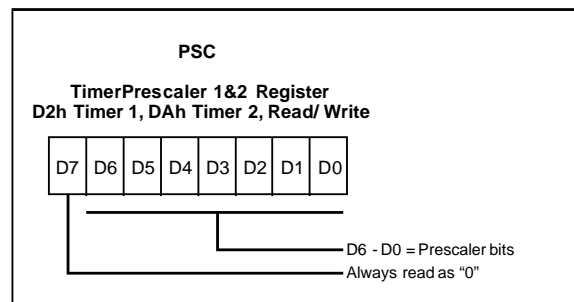 PSC
TimerPrescaler 1&2 Register
D2h Timer 1, DAh Timer 2, Read/ Write
D7 D6 D5 D4 D3 D2 D1 D0
D6 - D0 = Prescaler bits
Always read as “0”